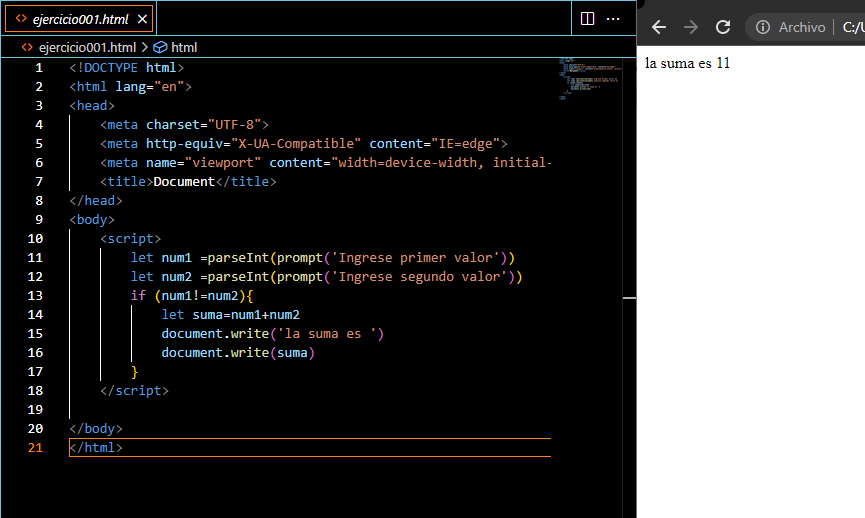 ejercicio001.html
ejercicio001.html > html
1 <!DOCTYPE html>
2 <html lang="en">
3 <head>
4 <meta charset="UTF-8">
5 <meta http-equiv="X-UA-Compatible" content="IE=edge">
6 <meta name="viewport" content="width=device-width, initial-
7 <title>Document</title>
8 </head>
9 <body>
10 <script>
11 let num1 =parseInt(prompt('Ingrese primer valor'))
12 let num2 =parseInt(prompt('Ingrese segundo valor'))
13 if (num1!=num2){
14 let suma=num1+num2
15 document.write('la suma es ')
16 document.write(suma)
17 }
18 </script>
19
20 </body>
21 </html>
Archivo | C:/U
la suma es 11